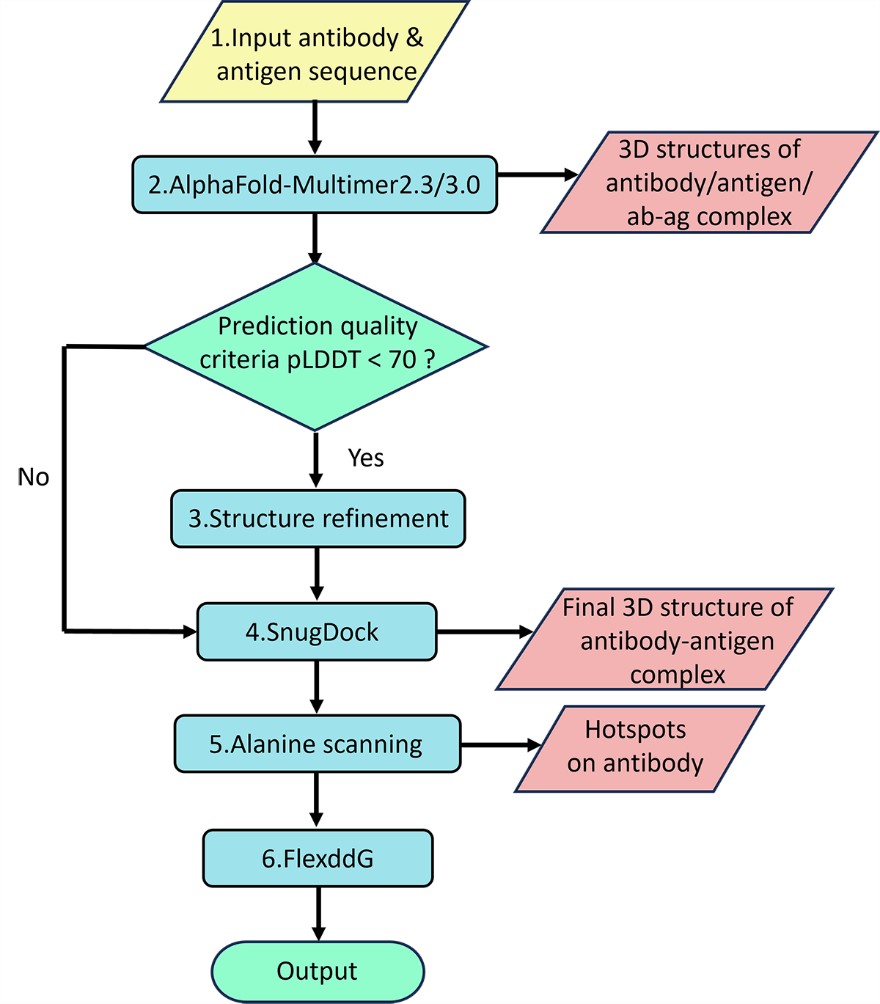 1.Input antibody &
antigen sequence
2.AlphaFold-Multimer2.3/3.0
3D structures of
antibody/antigen/
ab-ag complex
Prediction quality
criteria pLDDT < 70 ?
Yes
No
3.Structure refinement
4.SnugDock
Final 3D structure of
antibody-antigen
complex
5.Alanine scanning
Hotspots
on antibody
6.FlexddG
Output